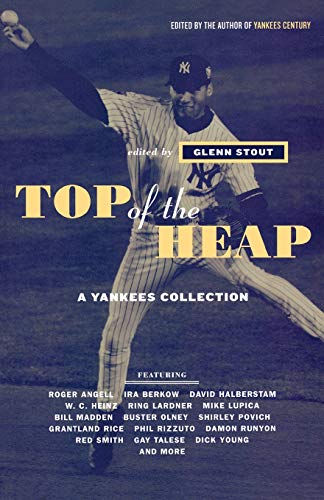 EDITED BY THE AUTHOR OF YANKEES CENTURY
edited by GLENN STOUT
TOP of the
HEAP
A YANKEES COLLECTION
FEATURING
ROGER ANGELL IRA BERKOW DAVID HALBERSTAM
W. C. HEINZ RING LARDNER MIKE LUPICA
BILL MADDEN BUSTER OLNEY SHIRLEY POVICH
GRANTLAND RICE PHIL RIZZUTO DAMON RUNYON
RED SMITH GAY TALESE DICK YOUNG
AND MORE